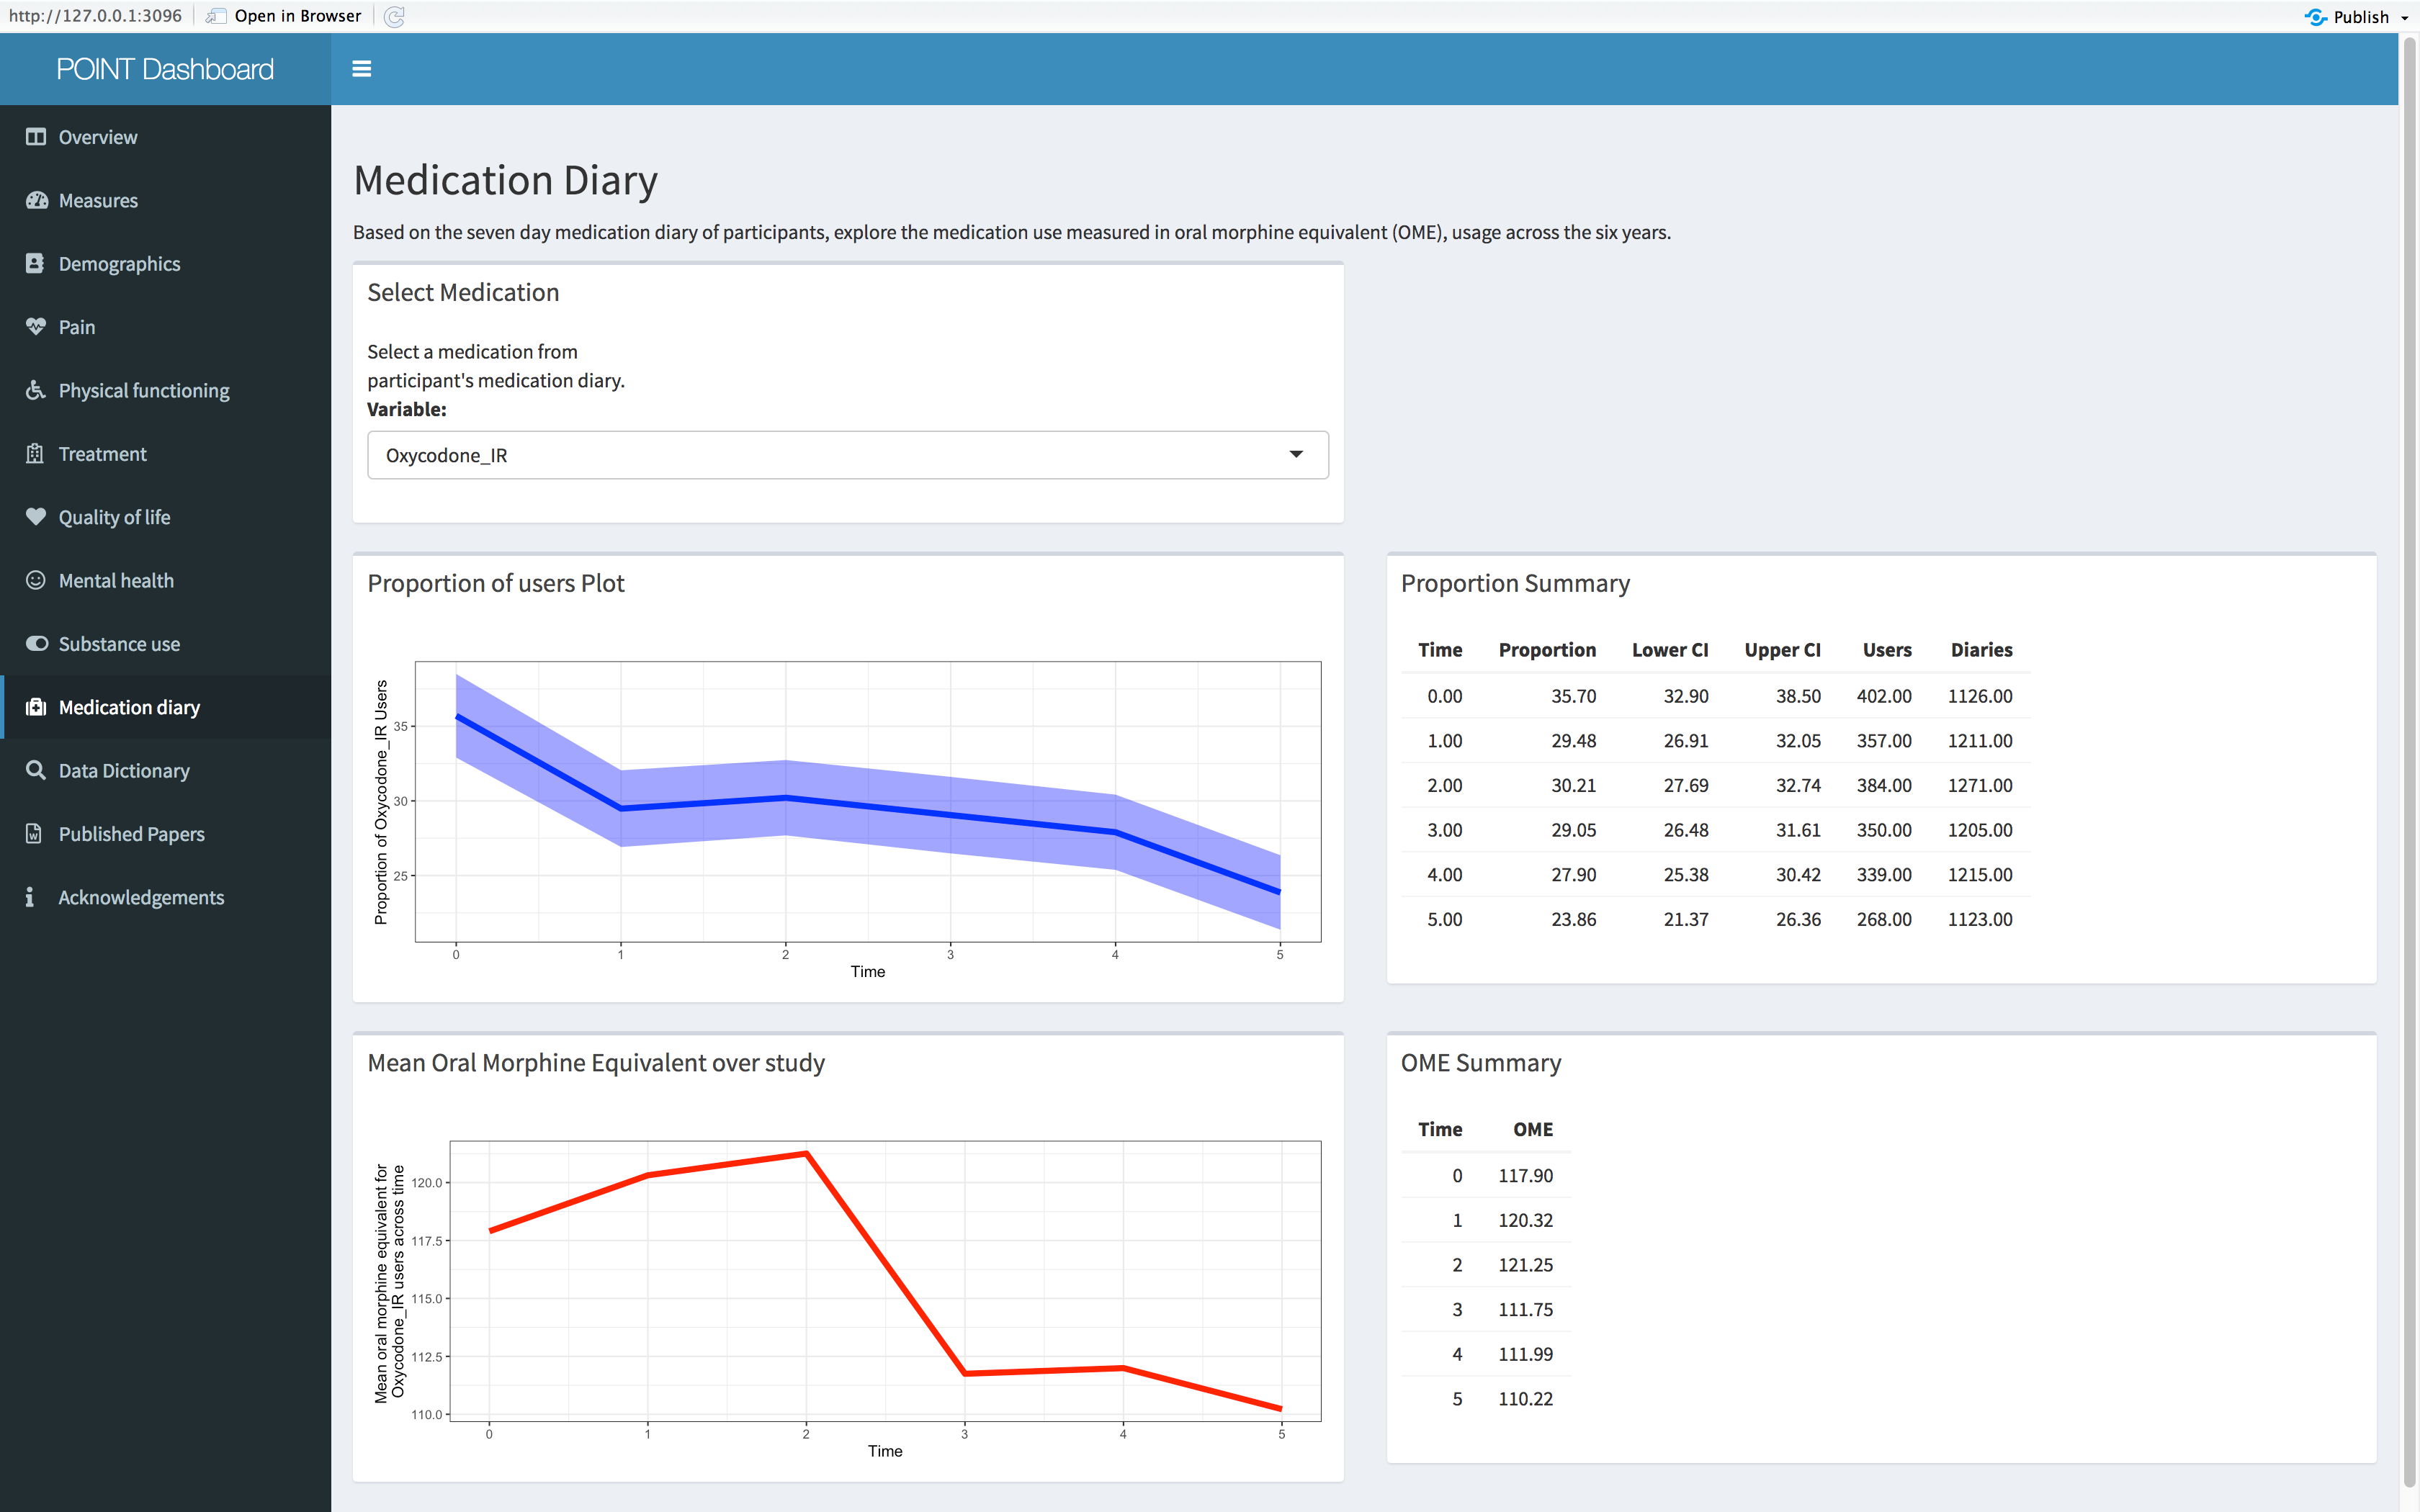 http://127.0.0.1:3096 Open in Browser Publish
POINT Dashboard
Overview
Measures
Demographics
Pain
Physical functioning
Treatment
Quality of life
Mental health
Substance use
Medication diary
Data Dictionary
Published Papers
Acknowledgements
Medication Diary
Based on the seven day medication diary of participants, explore the medication use measured in oral morphine equivalent (OME), usage across the six years.
Select Medication
Select a medication from
participant's medication diary.
Variable:
Oxycodone_IR
Proportion of users Plot
Proportion of Oxycodone_IR Users
35
30
25
0 1 2 3 4 5
Time
Proportion Summary
Time Proportion Lower CI Upper CI Users Diaries
0.00 35.70 32.90 38.50 402.00 1126.00
1.00 29.48 26.91 32.05 357.00 1211.00
2.00 30.21 27.69 32.74 384.00 1271.00
3.00 29.05 26.48 31.61 350.00 1205.00
4.00 27.90 25.38 30.42 339.00 1215.00
5.00 23.86 21.37 26.36 268.00 1123.00
Mean Oral Morphine Equivalent over study
Mean oral morphine equivalent for
Oxycodone_IR users across time
120.0
117.5
115.0
112.5
110.0
0 1 2 3 4 5
Time
OME Summary
Time OME
0 117.90
1 120.32
2 121.25
3 111.75
4 111.99
5 110.22